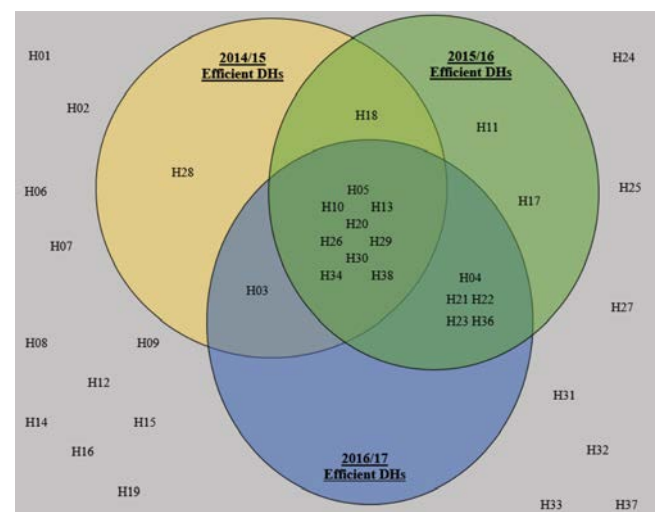 2014/15
Efficient DHs
2015/16
Efficient DHs
H01
H24
H02
H18
H11
H28
H05
H06
H25
H10 H13
H17
H20
H07
H26 H29
H30
H34 H38
H04
H03
H21 H22
H27
H23 H36
H08
H09
H12
H31
H14
H15
H16
2016/17
Efficient DHs
H32
H19
H33
H37